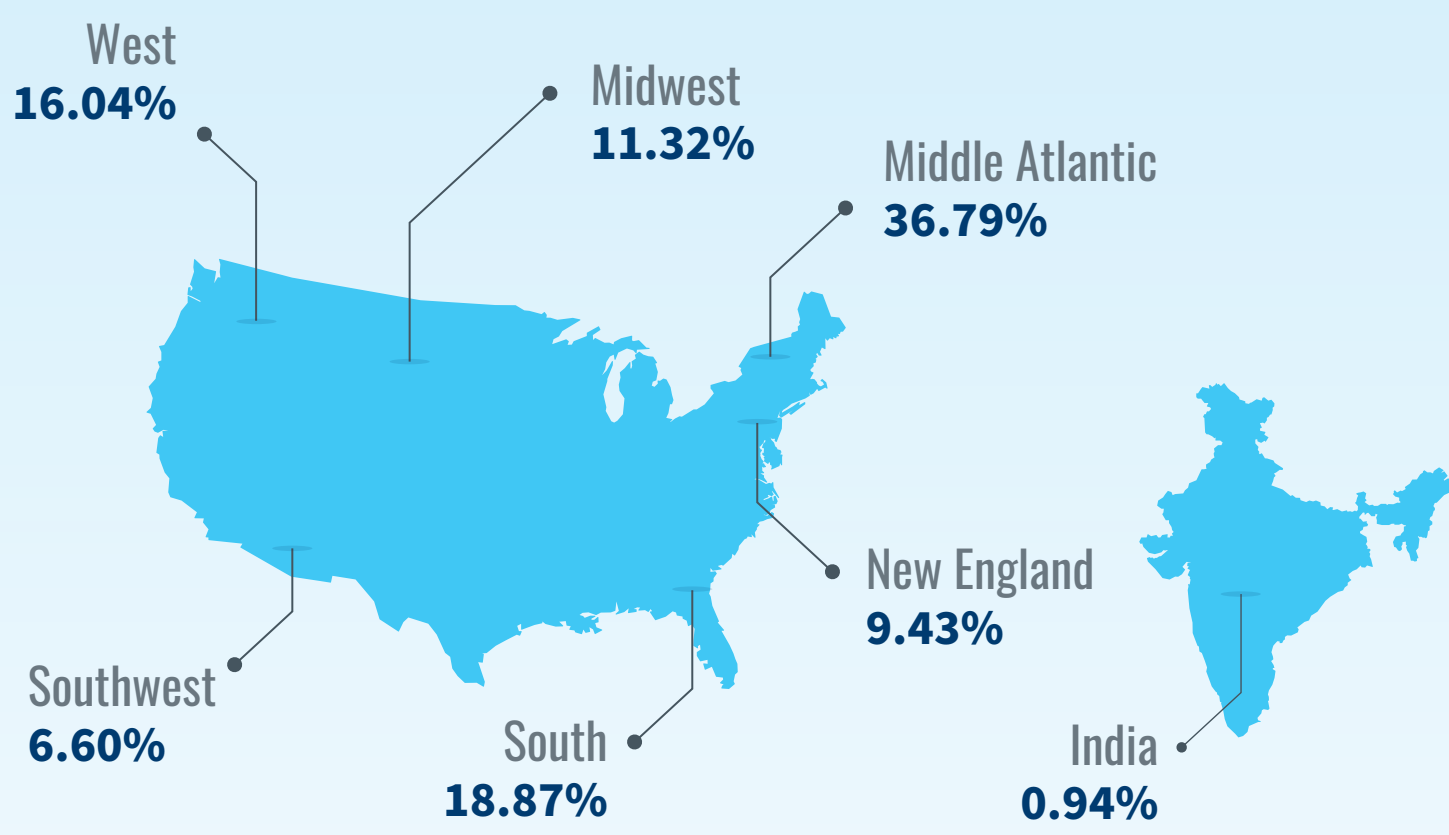 West
16.04%
Midwest
11.32%
Middle Atlantic
36.79%
New England
9.43%
Southwest
6.60%
South
18.87%
India
0.94%